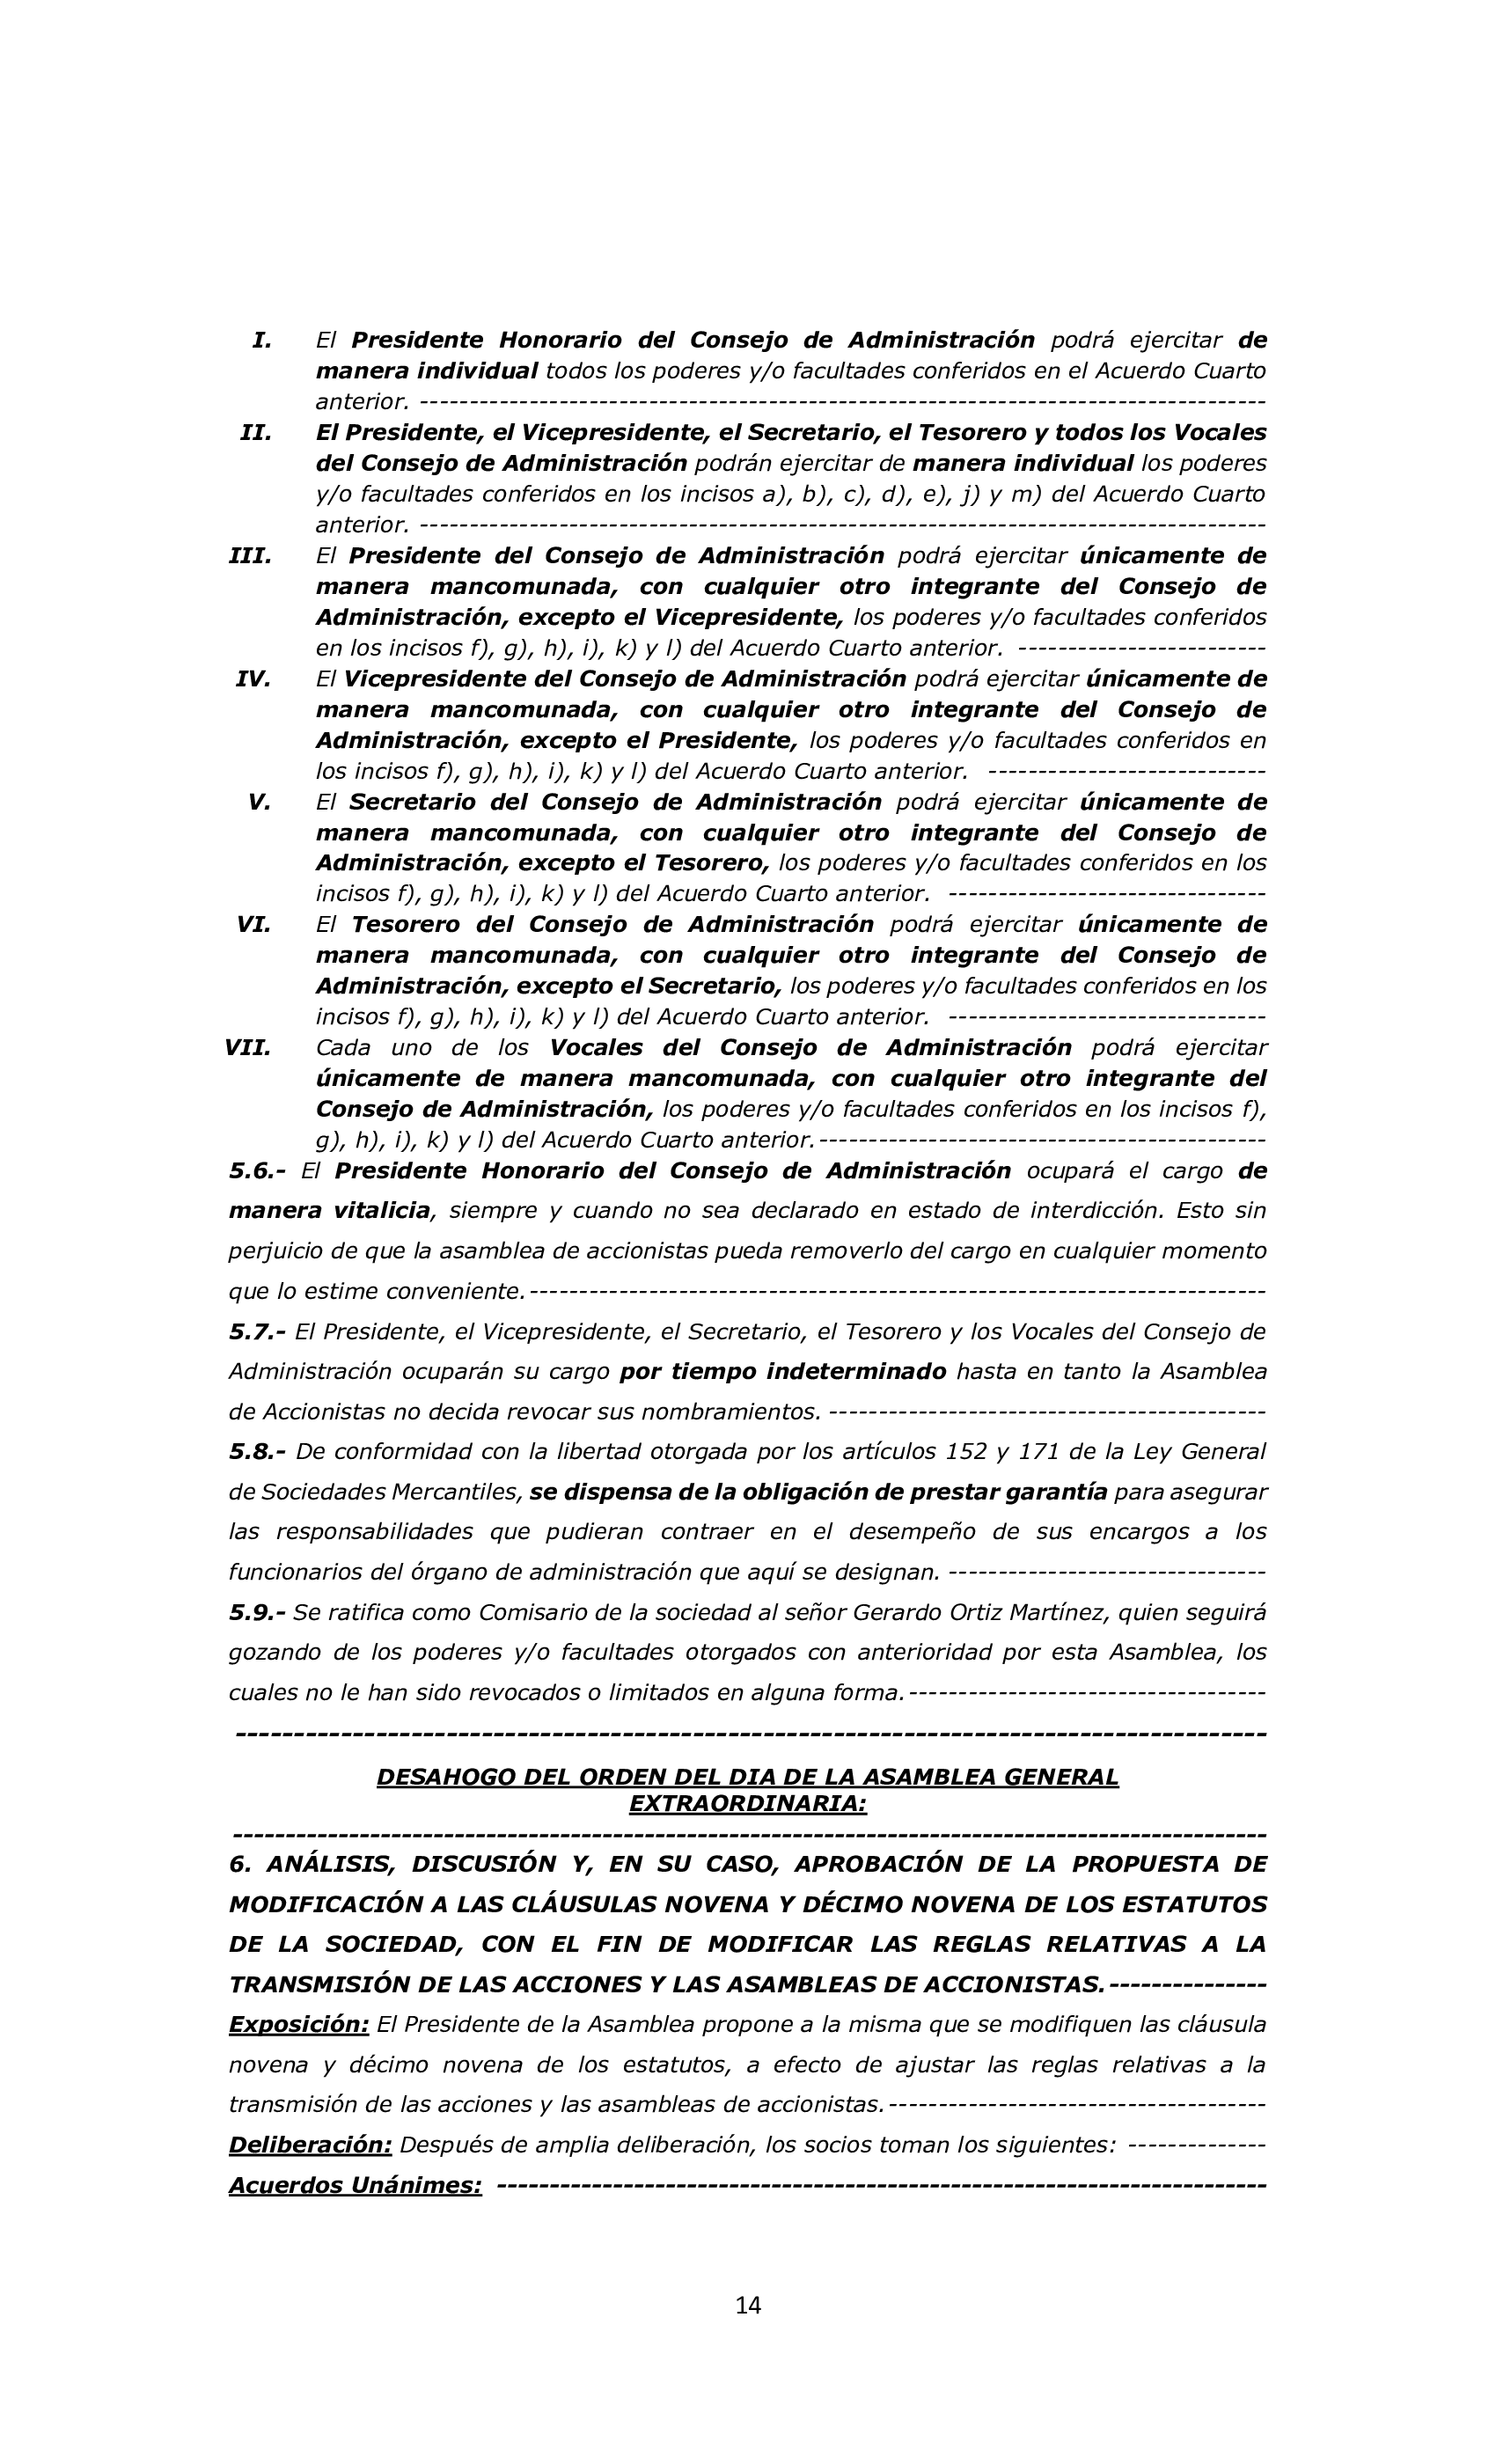 I. El Presidente Honorario del Consejo de Administración podrá ejercitar de
manera individual todos los poderes y/o facultades conferidos en el Acuerdo Cuarto
anterior. -------------------------------------------------------------------------------------
II. El Presidente, el Vicepresidente, el Secretario, el Tesorero y todos los Vocales
del Consejo de Administración podrán ejercitar de manera individual los poderes
y/o facultades conferidos en los incisos a), b), c), d), e), j) y m) del Acuerdo Cuarto
anterior. -------------------------------------------------------------------------------------
III. El Presidente del Consejo de Administración podrá ejercitar únicamente de
manera mancomunada, con cualquier otro integrante del Consejo de
Administración, excepto el Vicepresidente, los poderes y/o facultades conferidos
en los incisos f), g), h), i), k) y l) del Acuerdo Cuarto anterior. -------------------------
IV. El Vicepresidente del Consejo de Administración podrá ejercitar únicamente de
manera mancomunada, con cualquier otro integrante del Consejo de
Administración, excepto el Presidente, los poderes y/o facultades conferidos en
los incisos f), g), h), i), k) y l) del Acuerdo Cuarto anterior. ----------------------------
V. El Secretario del Consejo de Administración podrá ejercitar únicamente de
manera mancomunada, con cualquier otro integrante del Consejo de
Administración, excepto el Tesorero, los poderes y/o facultades conferidos en los
incisos f), g), h), i), k) y l) del Acuerdo Cuarto anterior. --------------------------------
VI. El Tesorero del Consejo de Administración podrá ejercitar únicamente de
manera mancomunada, con cualquier otro integrante del Consejo de
Administración, excepto el Secretario, los poderes y/o facultades conferidos en los
incisos f), g), h), i), k) y l) del Acuerdo Cuarto anterior. --------------------------------
VII. Cada uno de los Vocales del Consejo de Administración podrá ejercitar
únicamente de manera mancomunada, con cualquier otro integrante del
Consejo de Administración, los poderes y/o facultades conferidos en los incisos f),
g), h), i), k) y l) del Acuerdo Cuarto anterior.---------------------------------------------
5.6.- El Presidente Honorario del Consejo de Administración ocupará el cargo de
manera vitalicia, siempre y cuando no sea declarado en estado de interdicción. Esto sin
perjuicio de que la asamblea de accionistas pueda removerlo del cargo en cualquier momento
que lo estime conveniente.--------------------------------------------------------------------------
5.7.- El Presidente, el Vicepresidente, el Secretario, el Tesorero y los Vocales del Consejo de
Administración ocuparán su cargo por tiempo indeterminado hasta en tanto la Asamblea
de Accionistas no decida revocar sus nombramientos. --------------------------------------------
5.8.- De conformidad con la libertad otorgada por los artículos 152 y 171 de la Ley General
de Sociedades Mercantiles, se dispensa de la obligación de prestar garantía para asegurar
las responsabilidades que pudieran contraer en el desempeño de sus encargos a los
funcionarios del órgano de administración que aquí se designan. --------------------------------
5.9.- Se ratifica como Comisario de la sociedad al señor Gerardo Ortiz Martínez, quien seguirá
gozando de los poderes y/o facultades otorgados con anterioridad por esta Asamblea, los
cuales no le han sido revocados o limitados en alguna forma.------------------------------------
----------------------------------------------------------------------------------------
DESAHOGO DEL ORDEN DEL DIA DE LA ASAMBLEA GENERAL
EXTRAORDINARIA:
--------------------------------------------------------------------------------------------------
6. ANÁLISIS, DISCUSIÓN Y, EN SU CASO, APROBACIÓN DE LA PROPUESTA DE
MODIFICACIÓN A LAS CLÁUSULAS NOVENA Y DÉCIMO NOVENA DE LOS ESTATUTOS
DE LA SOCIEDAD, CON EL FIN DE MODIFICAR LAS REGLAS RELATIVAS A LA
TRANSMISIÓN DE LAS ACCIONES Y LAS ASAMBLEAS DE ACCIONISTAS.---------------
Exposición: El Presidente de la Asamblea propone a la misma que se modifiquen las cláusula
novena y décimo novena de los estatutos, a efecto de ajustar las reglas relativas a la
transmisión de las acciones y las asambleas de accionistas.--------------------------------------
Deliberación: Después de amplia deliberación, los socios toman los siguientes: --------------
Acuerdos Unánimes: -------------------------------------------------------------------------
14